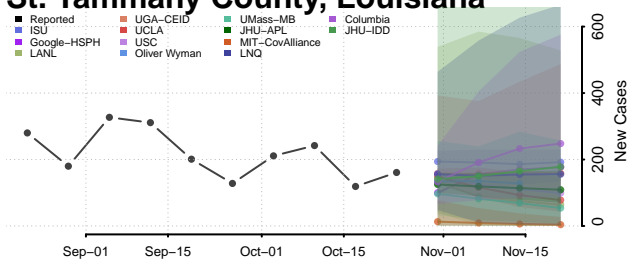 St. Tammany County, Louisiana
Reported UGA−CEID UMass−MB Columbia
ISU UCLA JHU−APL JHU−IDD
Google−HSPH USC MIT−CovAlliance
LANL Oliver Wyman LNQ
600
400
200
0
New Cases
Sep−01 Sep−15 Oct−01 Oct−15 Nov−01 Nov−15